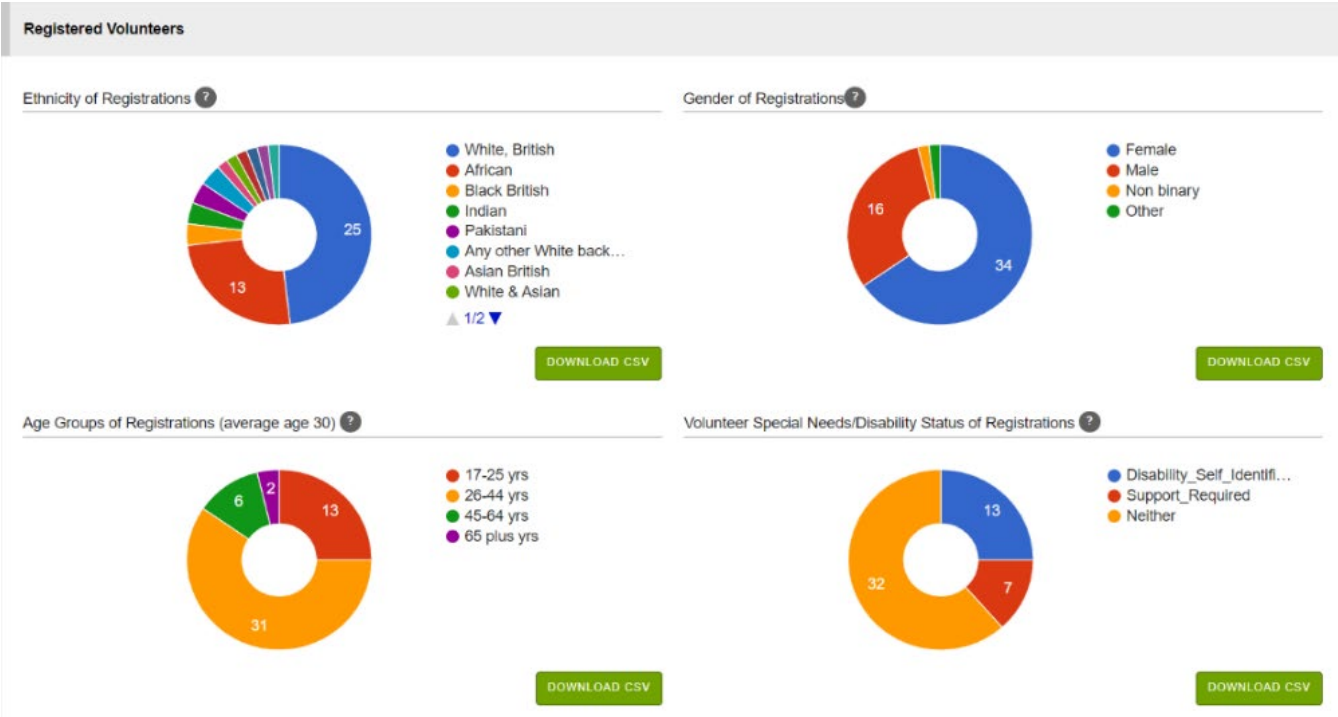 Registered Volunteers
Ethnicity of Registrations ?
25
13
White, British
African
Black British
Indian
Pakistani
Any other White back...
Asian British
White & Asian
1/2
DOWNLOAD CSV
Gender of Registrations ?
16
34
Female
Male
Non binary
Other
DOWNLOAD CSV
Age Groups of Registrations (average age 30) ?
6
2
13
31
17-25 yrs
26-44 yrs
45-64 yrs
65 plus yrs
DOWNLOAD CSV
Volunteer Special Needs/Disability Status of Registrations ?
13
32
7
Disability_Self_Identifi...
Support_Required
Neither
DOWNLOAD CSV